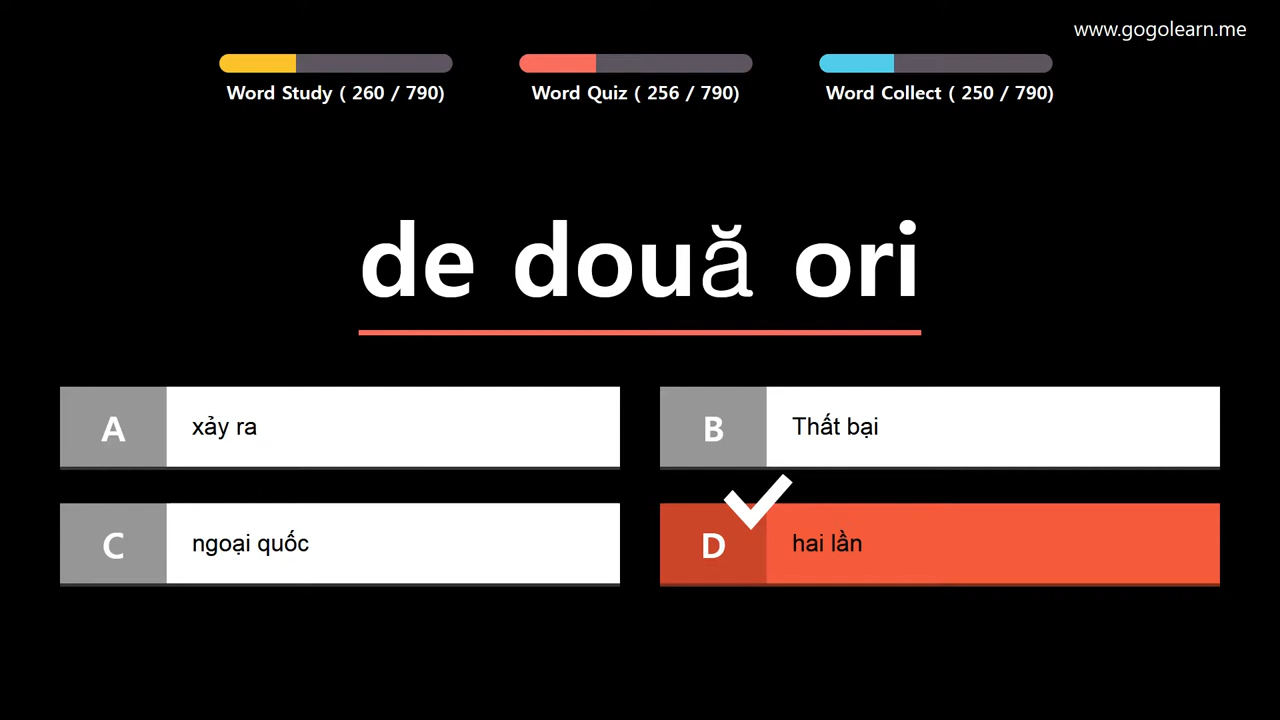 www.gogolearn.me
Word Study ( 260 / 790)
Word Quiz ( 256 / 790)
Word Collect ( 250 / 790)
de două ori
A xảy ra
B Thất bại
C ngoại quốc
D hai lần